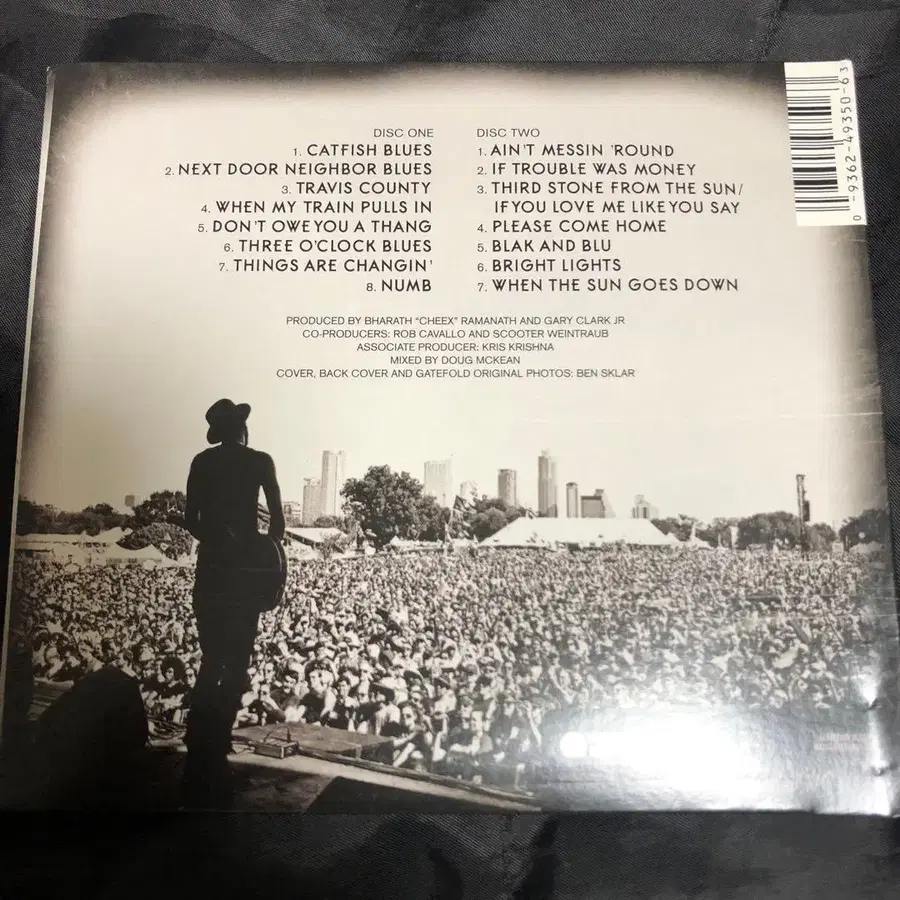 DISC ONE
1. CATFISH BLUES
2. NEXT DOOR NEIGHBOR BLUES
3. TRAVIS COUNTY
4. WHEN MY TRAIN PULLS IN
5. DON'T OWE YOU A THANG
6. THREE O'CLOCK BLUES
7. THINGS ARE CHANGIN'
8. NUMB
DISC TWO
1. AIN'T MESSIN 'ROUND
2. IF TROUBLE WAS MONEY
3. THIRD STONE FROM THE SUN/
IF YOU LOVE ME LIKE YOU SAY
4. PLEASE COME HOME
5. BLAK AND BLU
6. BRIGHT LIGHTS
7. WHEN THE SUN GOES DOWN
PRODUCED BY BHARATH “CHEEX” RAMANATH AND GARY CLARK JR
CO-PRODUCERS: ROB CAVALLO AND SCOOTER WEINTRAUB
ASSOCIATE PRODUCER: KRIS KRISHNA
MIXED BY DOUG MCKEAN
COVER, BACK COVER AND GATEFOLD ORIGINAL PHOTOS: BEN SKLAR
0 -9362-49350-6 3